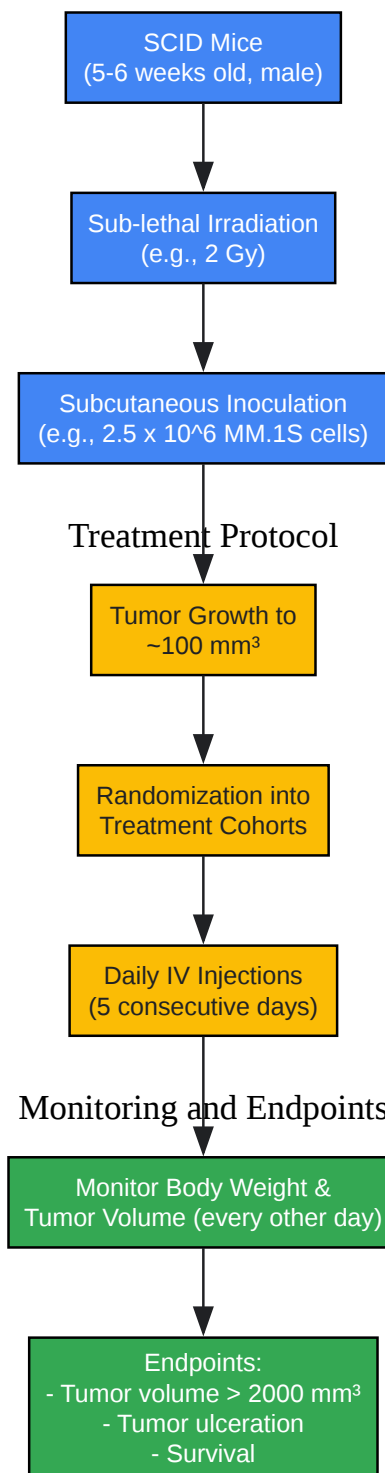 SCID Mice
(5-6 weeks old, male)
Sub-lethal Irradiation
(e.g., 2 Gy)
Subcutaneous Inoculation
(e.g., 2.5 x 10^6 MM.1S cells)
Treatment Protocol
Tumor Growth to
~100 mm³
Randomization into
Treatment Cohorts
Daily IV Injections
(5 consecutive days)
Monitoring and Endpoints
Monitor Body Weight &
Tumor Volume (every other day)
Endpoints:
- Tumor volume > 2000 mm³
- Tumor ulceration
- Survival